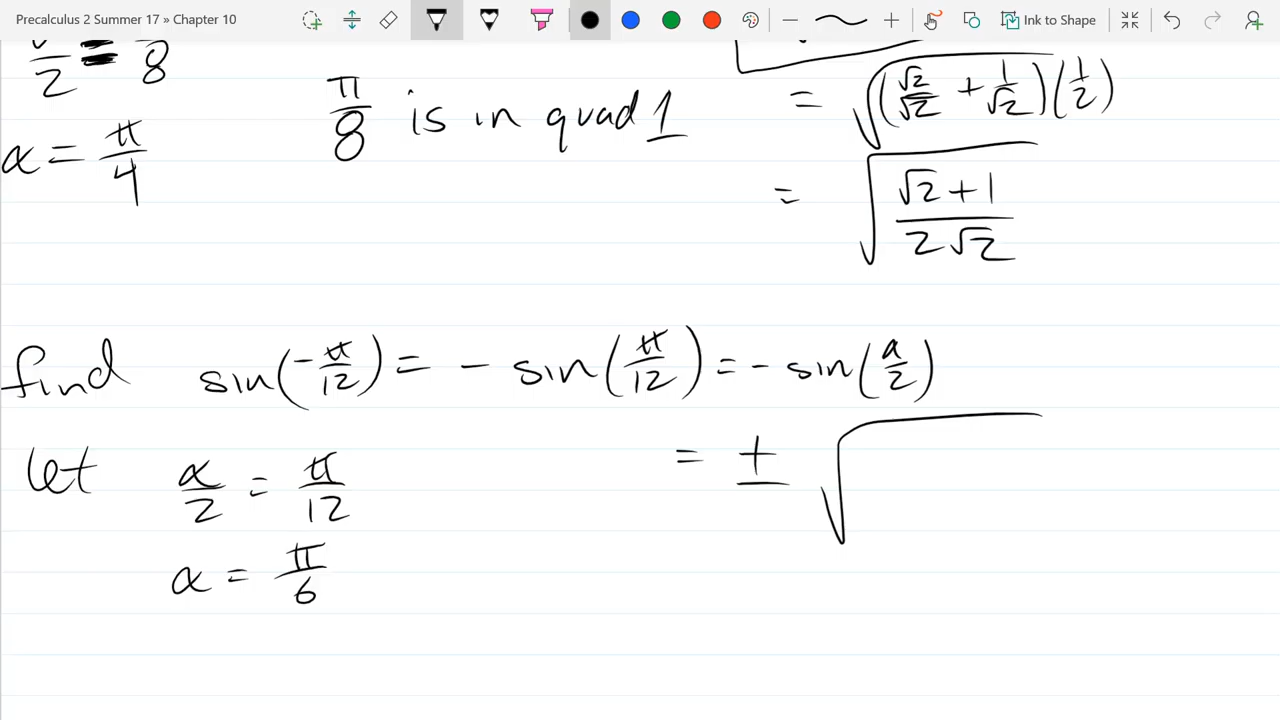 Precalculus 2 Summer 17 » Chapter 10
Ink to Shape
/2 = /8
α = π/4
π/8 is in quad 1
= √((√2/√2 + 1/√2)(1/2))
= √((√2 + 1)/(2√2))
find sin(-π/12) = - sin(π/12) = - sin(α/2)
let α/2 = π/12
= ± √
α = π/6